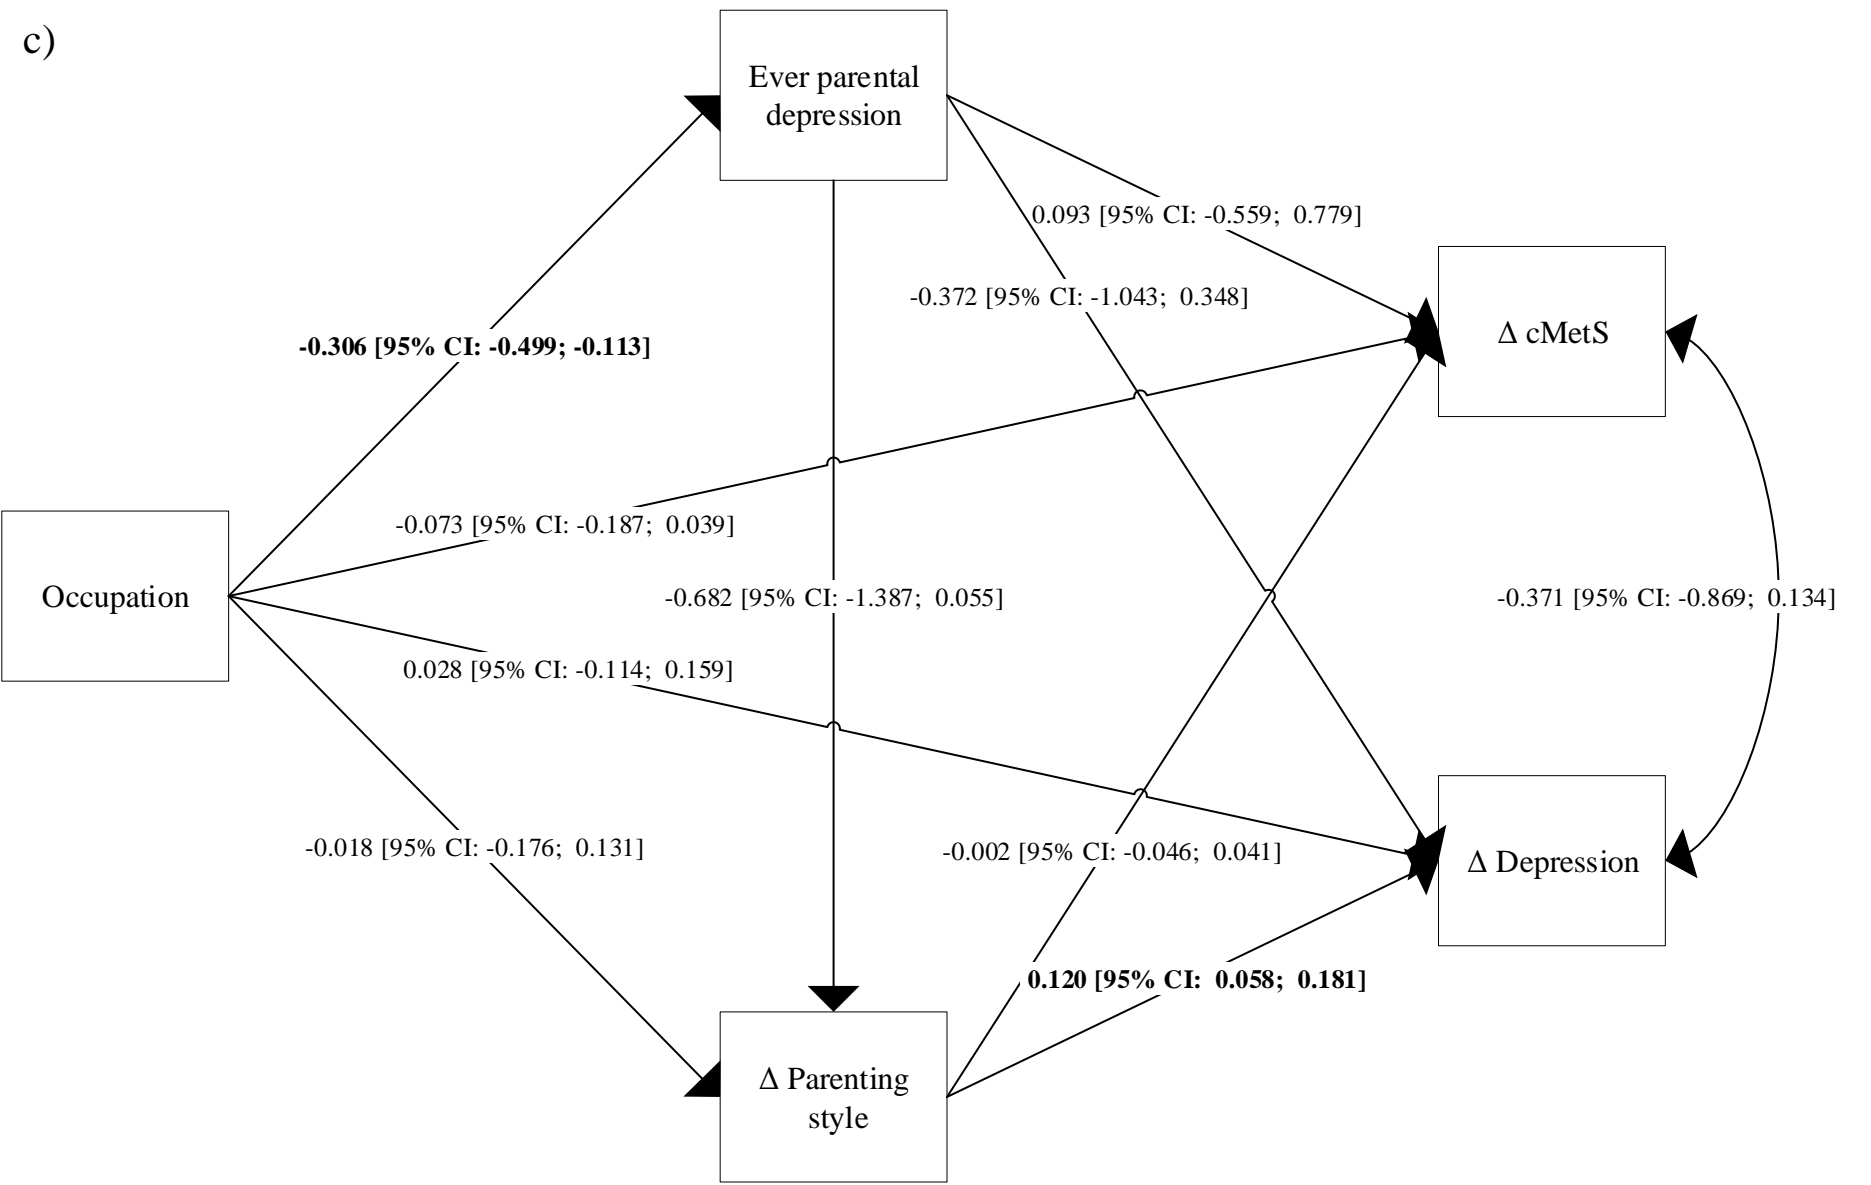 c)
Ever parental
depression
0.093 [95% CI: -0.559;  0.779]
-0.372 [95% CI: -1.043;  0.348]
Δ cMetS
-0.306 [95% CI: -0.499; -0.113]
-0.073 [95% CI: -0.187;  0.039]
Occupation
-0.682 [95% CI: -1.387;  0.055]
-0.371 [95% CI: -0.869;  0.134]
0.028 [95% CI: -0.114;  0.159]
-0.018 [95% CI: -0.176;  0.131]
-0.002 [95% CI: -0.046;  0.041]
Δ Depression
0.120 [95% CI:  0.058;  0.181]
Δ Parenting
style